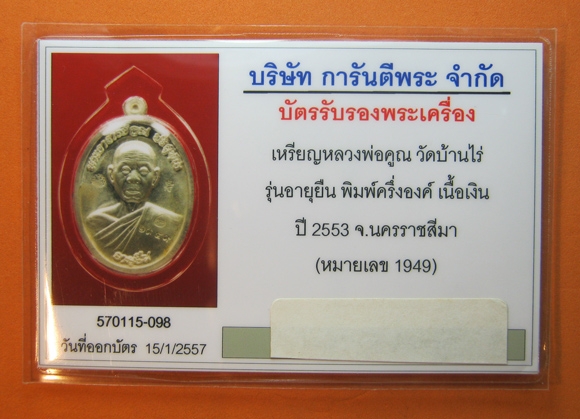 บริษัท การันตีพระ จำกัด
บัตรรับรองพระเครื่อง
เหรียญหลวงพ่อคูณ วัดบ้านไร่
รุ่นอายุยืน พิมพ์ครึ่งองค์ เนื้อเงิน
ปี 2553 จ.นครราชสีมา
(หมายเลข 1949)
570115-098
วันที่ออกบัตร 15/1/2557